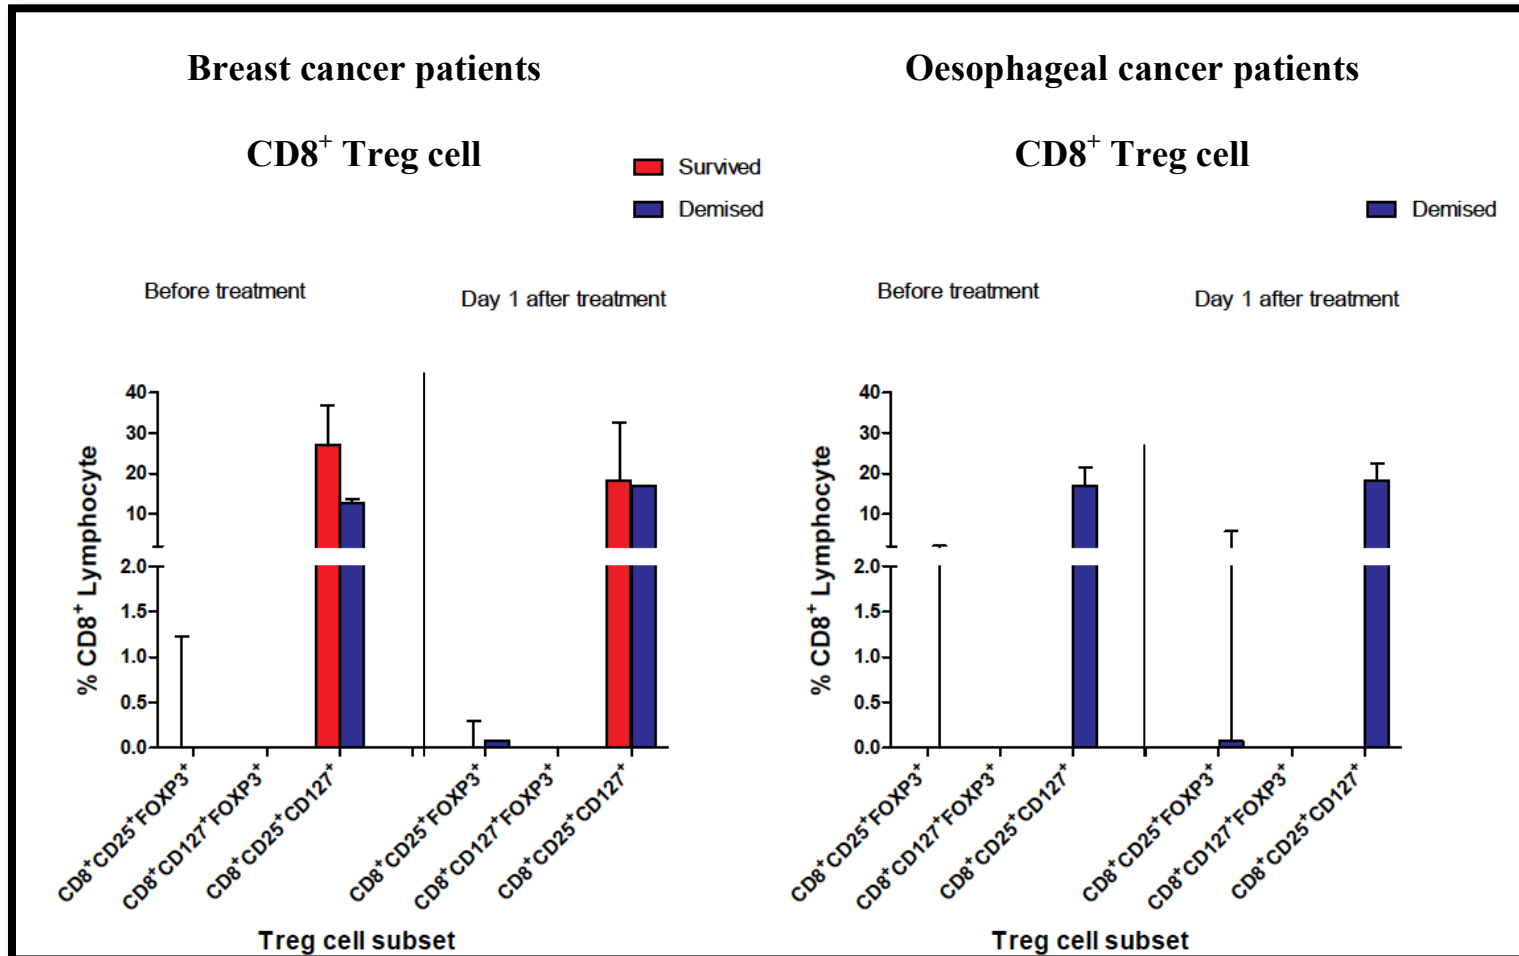 Breast cancer patients
CD8⁺ Treg cell
Survived
Demised
Before treatment
Day 1 after treatment
% CD8⁺ Lymphocyte
40
30
20
10
2.0
1.5
1.0
0.5
0.0
CD8⁺CD25⁺FOXP3⁺
CD8⁺CD127⁺FOXP3⁺
CD8⁺CD25⁺CD127⁺
CD8⁺CD25⁺FOXP3⁺
CD8⁺CD127⁺FOXP3⁺
CD8⁺CD25⁺CD127⁺
Treg cell subset
Oesophageal cancer patients
CD8⁺ Treg cell
Demised
Before treatment
Day 1 after treatment
% CD8⁺ Lymphocyte
40
30
20
10
2.0
1.5
1.0
0.5
0.0
CD8⁺CD25⁺FOXP3⁺
CD8⁺CD127⁺FOXP3⁺
CD8⁺CD25⁺CD127⁺
CD8⁺CD25⁺FOXP3⁺
CD8⁺CD127⁺FOXP3⁺
CD8⁺CD25⁺CD127⁺
Treg cell subset